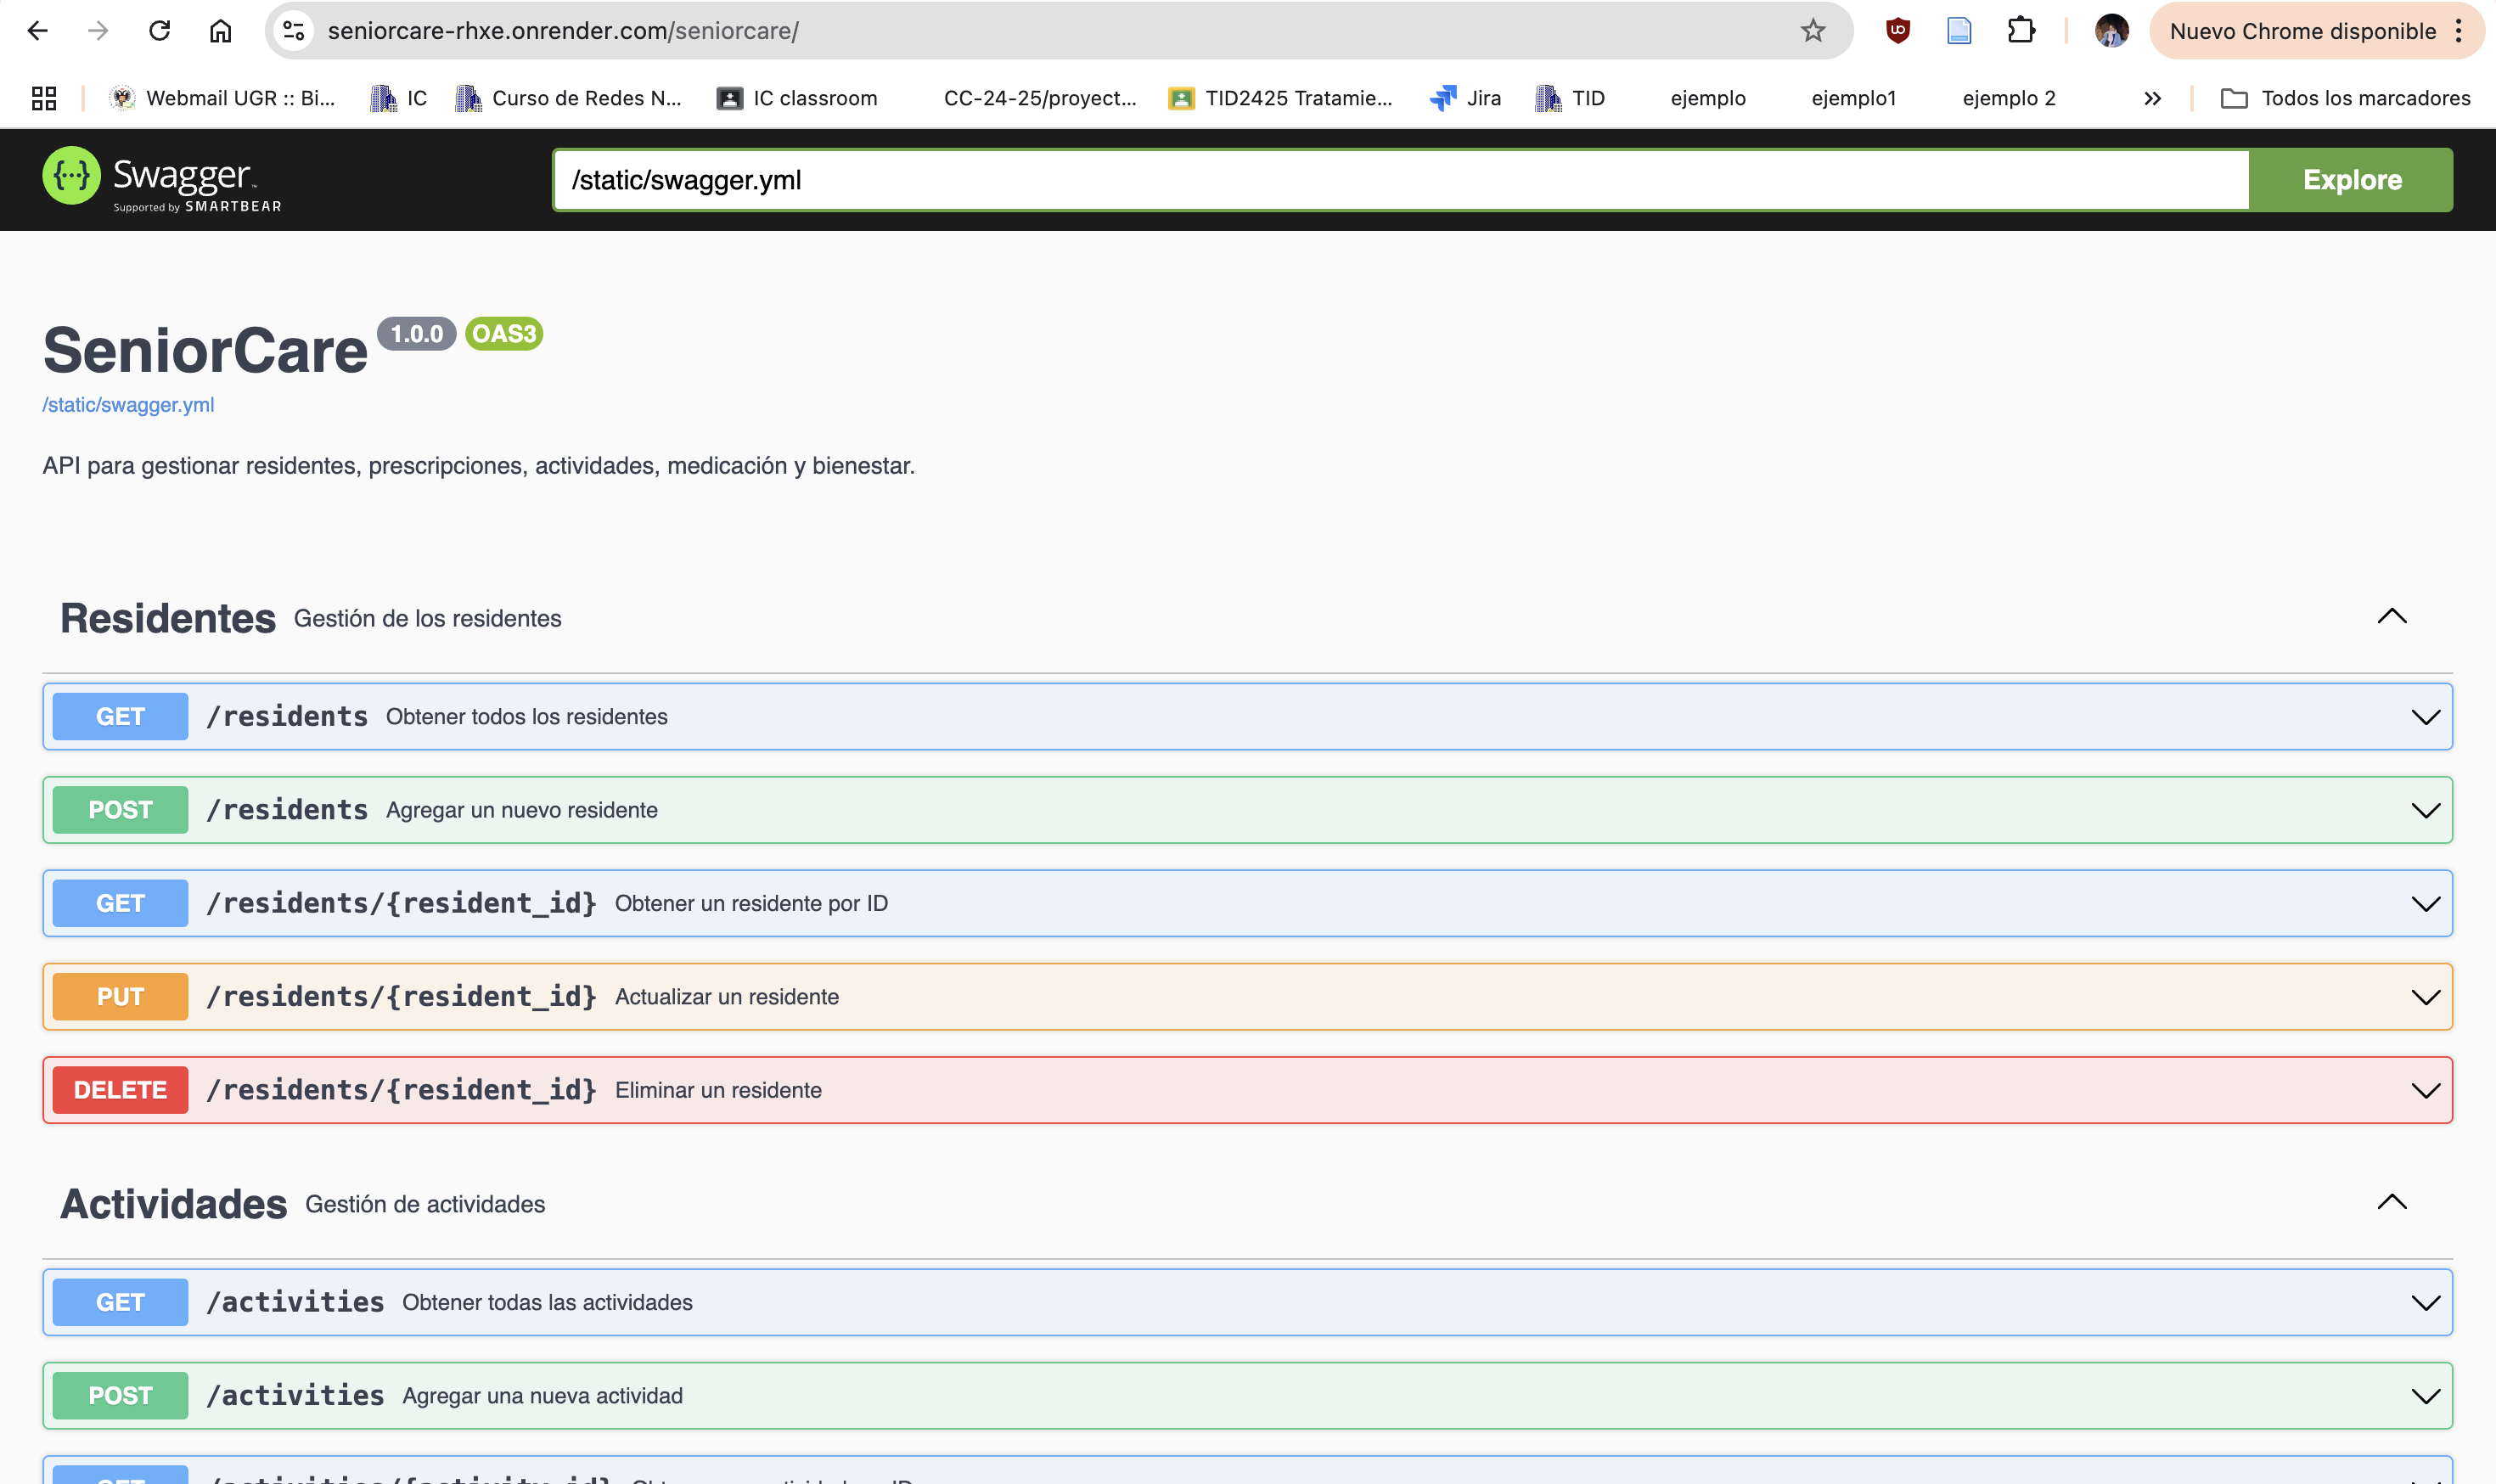 seniorcare-rhxe.onrender.com/seniorcare/
Nuevo Chrome disponible
Webmail UGR :: Bi...
IC
Curso de Redes N...
IC classroom
CC-24-25/proyect...
TID2425 Tratamie...
Jira
TID
ejemplo
ejemplo1
ejemplo 2
Todos los marcadores
{···} Swagger™
Supported by SMARTBEAR
/static/swagger.yml
Explore
SeniorCare 1.0.0 OAS3
/static/swagger.yml
API para gestionar residentes, prescripciones, actividades, medicación y bienestar.
Residentes Gestión de los residentes
GET /residents Obtener todos los residentes
POST /residents Agregar un nuevo residente
GET /residents/{resident_id} Obtener un residente por ID
PUT /residents/{resident_id} Actualizar un residente
DELETE /residents/{resident_id} Eliminar un residente
Actividades Gestión de actividades
GET /activities Obtener todas las actividades
POST /activities Agregar una nueva actividad
GET /activities/{activity_id}